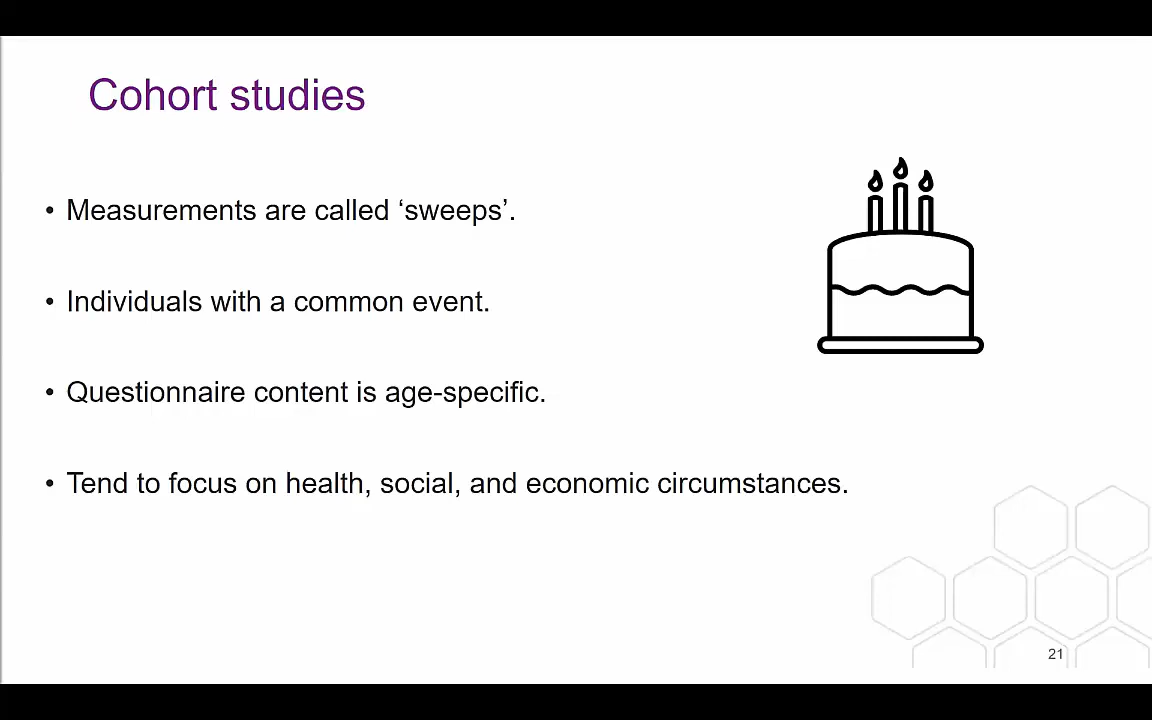 Cohort studies
• Measurements are called ‘sweeps’.
• Individuals with a common event.
• Questionnaire content is age-specific.
• Tend to focus on health, social, and economic circumstances.
21